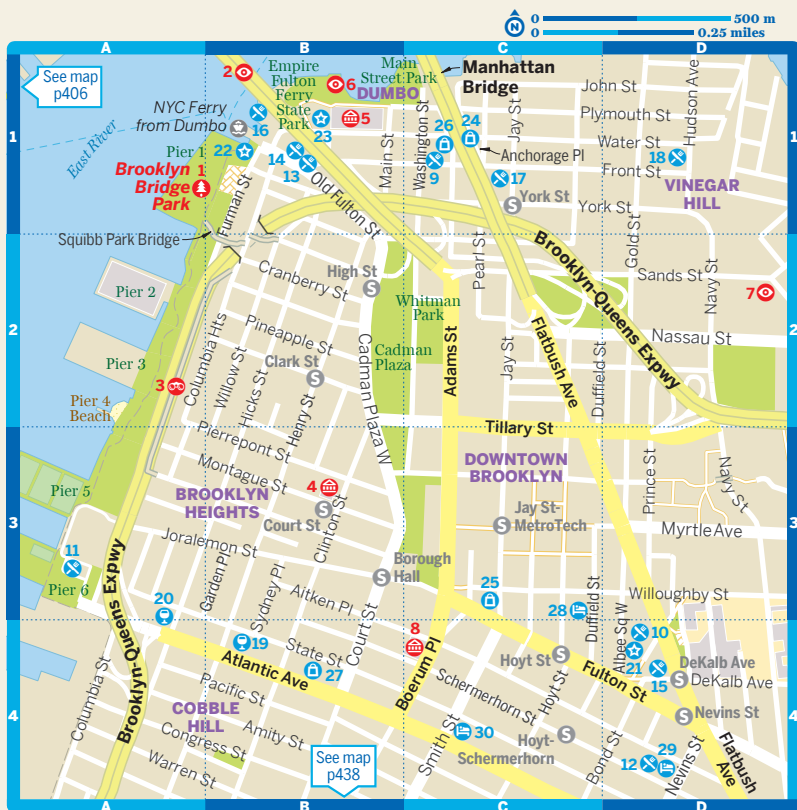 N
0
500 m
0
0.25 miles
A
B
C
D
See map
p406
2
Empire
Fulton
Ferry
State
Park
6
Main
Street Park
DUMBO
Manhattan
Bridge
NYC Ferry
from Dumbo
16
5
23
East River
Pier 1
22
14
13
Brooklyn 1
Bridge
Park
Furman St
Old Fulton St
Main St
Washington St
26
24
9
Jay St
Anchorage Pl
17
York St
John St
Plymouth St
Water St
Front St
18
Hudson Ave
VINEGAR
HILL
York St
1
1
Squibb Park Bridge
Pier 2
Cranberry St
High St
Whitman
Park
Pearl St
Brooklyn-Queens Expwy
Gold St
Sands St
Navy St
7
Nassau St
2
2
Pier 3
3
Columbia Hts
Willow St
Hicks St
Pineapple St
Clark St
Henry St
Cadman
Plaza
Cadman Plaza W
Adams St
Jay St
Flatbush Ave
Duffield St
Pier 4
Beach
Tillary St
Pierrepont St
Montague St
4
BROOKLYN
HEIGHTS
Court St
Clinton St
DOWNTOWN
BROOKLYN
Prince St
Navy St
Pier 5
Jay St-
MetroTech
Myrtle Ave
3
3
Joralemon St
11
Pier 6
Brooklyn-Queens Expwy
Garden Pl
Sydney Pl
Aitken Pl
Borough
Hall
Court St
25
28
Duffield St
Willoughby St
20
19
State St
27
8
Boerum Pl
Albee Sq W
10
21
15
DeKalb Ave
DeKalb Ave
Hoyt St
Fulton St
Atlantic Ave
Columbia St
Pacific St
COBBLE
HILL
Congress St
Amity St
Warren St
Schermerhorn St
Hoyt St
Smith St
30
Hoyt-
Schermerhorn
Bond St
Nevins St
12
29
Nevins St
Flatbush
Ave
4
4
See map
p438
A
B
C
D